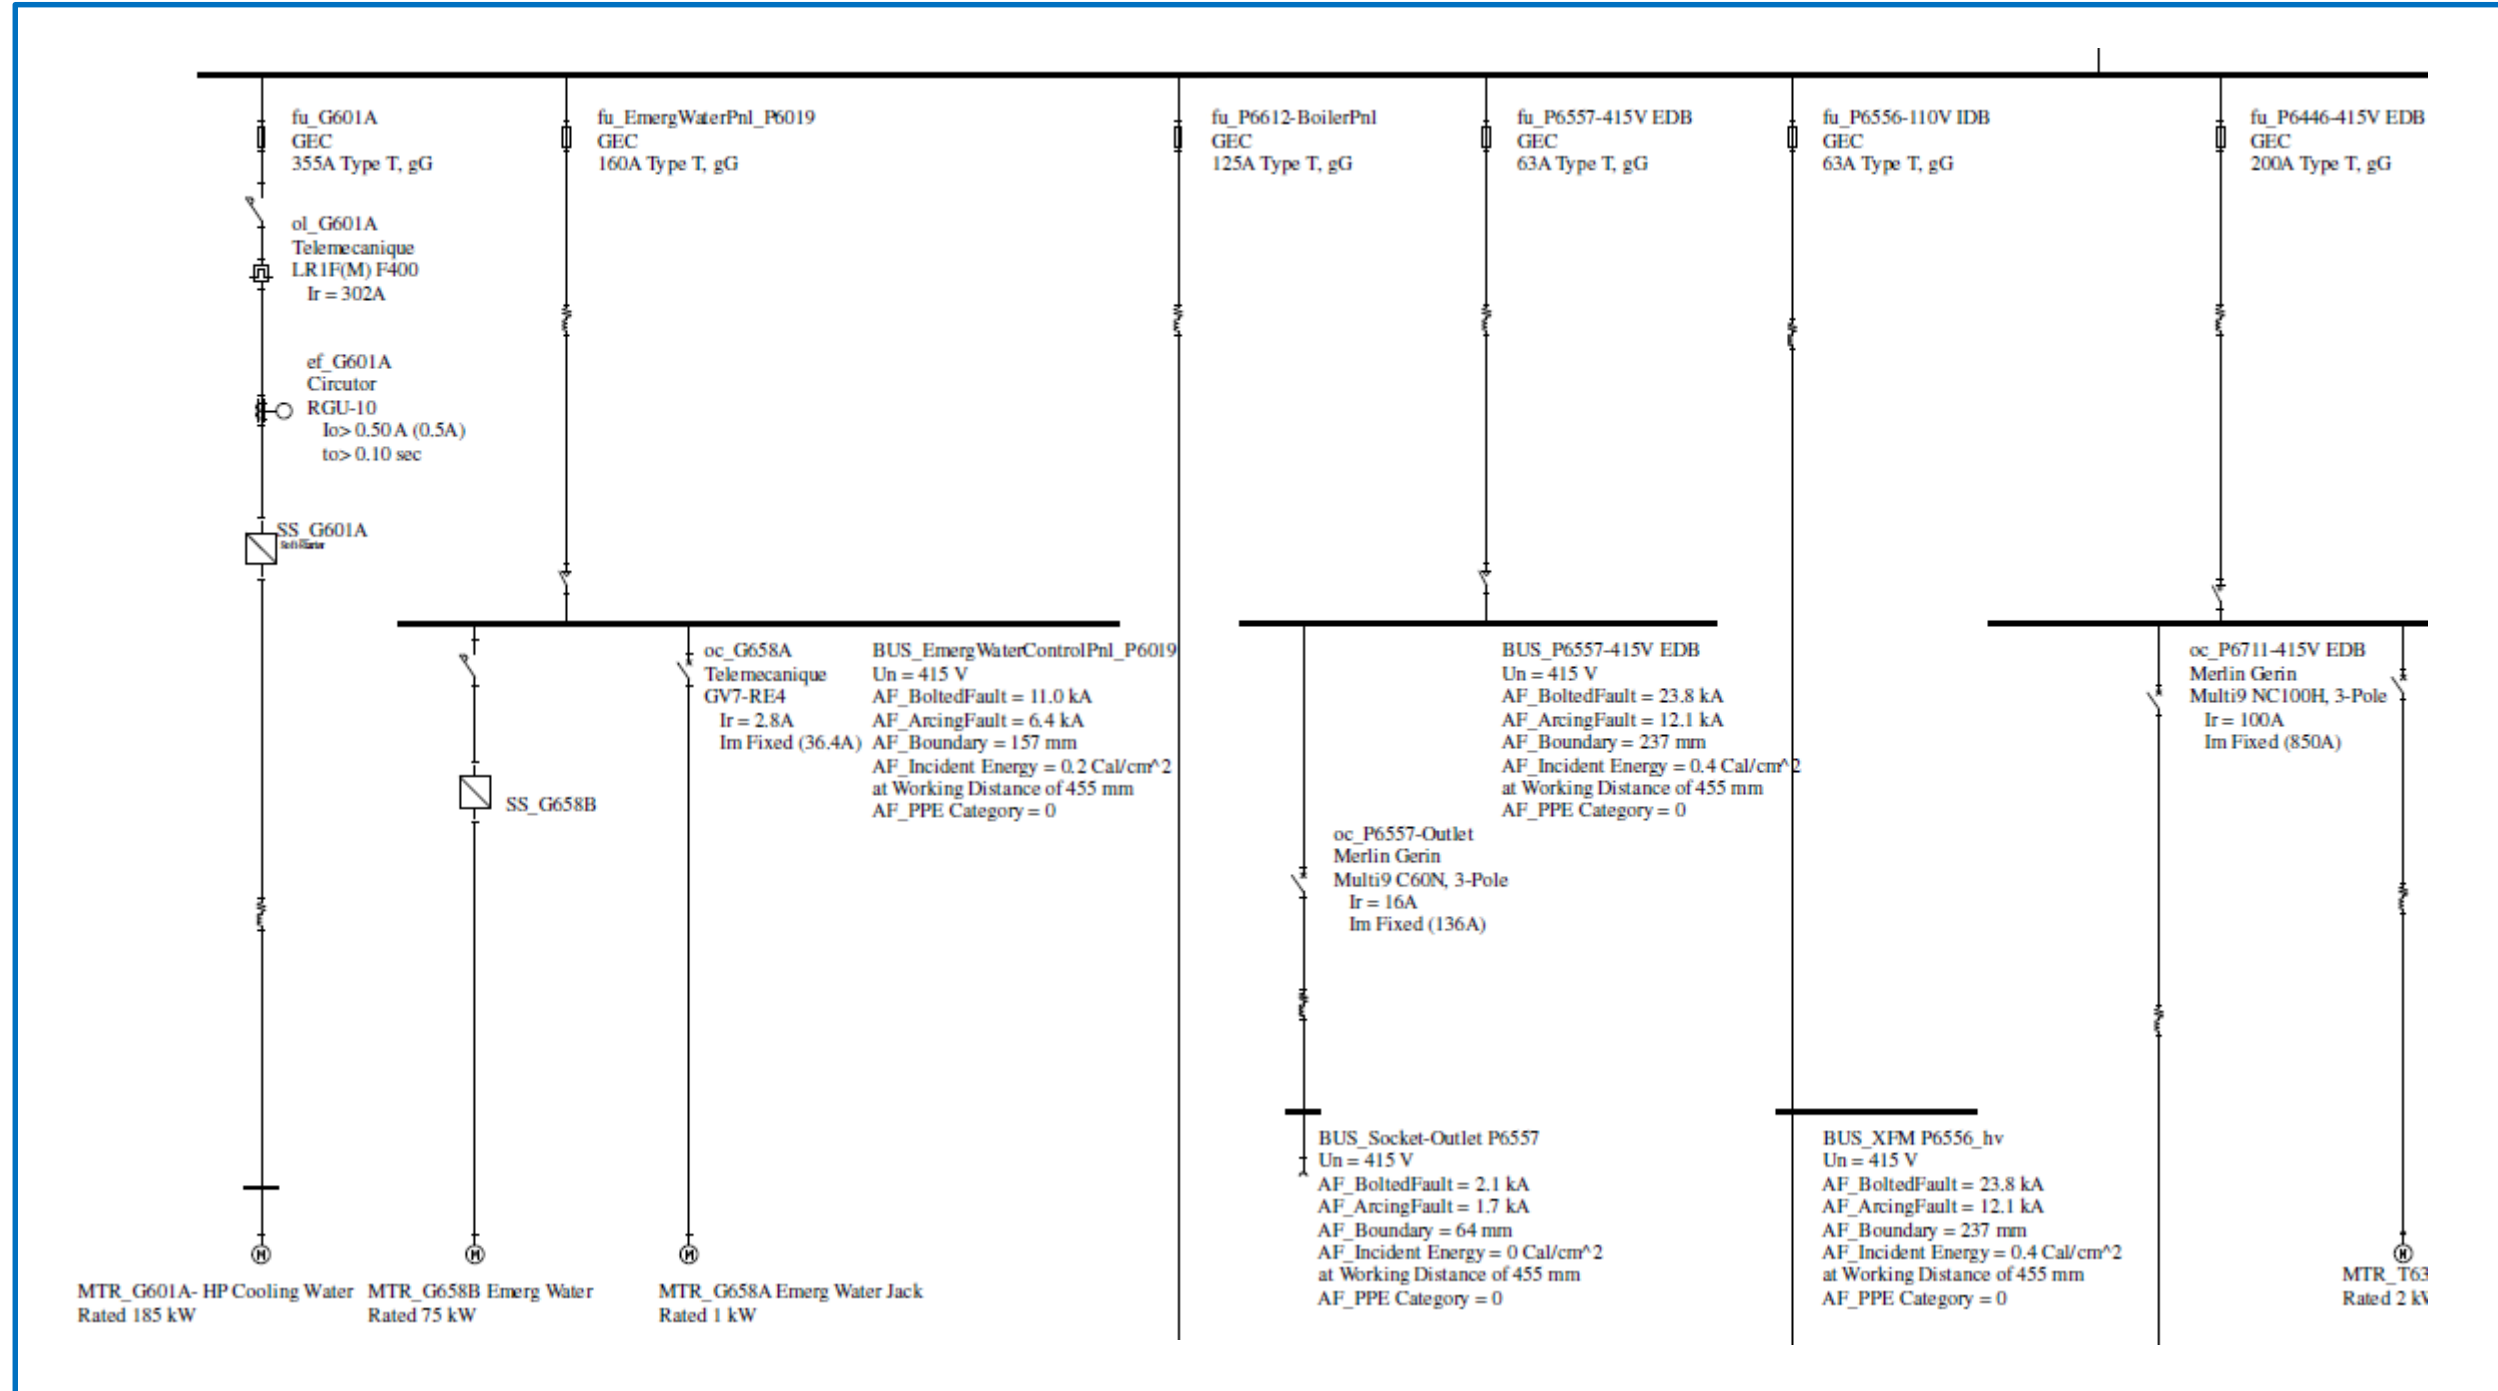 fu_G601A
GEC
355A Type T, gG
fu_EmergWaterPnl_P6019
GEC
160A Type T, gG
fu_P6612-BoilerPnl
GEC
125A Type T, gG
fu_P6557-415V EDB
GEC
63A Type T, gG
fu_P6556-110V IDB
GEC
63A Type T, gG
fu_P6446-415V EDB
GEC
200A Type T, gG
ol_G601A
Telemecanique
LR1F(M) F400
Ir = 302A
ef_G601A
Circutor
RGU-10
Io> 0.50 A (0.5A)
to> 0.10 sec
SS_G601A
Soft-Starter
oc_G658A
Telemecanique
GV7-RE4
Ir = 2.8A
Im Fixed (36.4A)
BUS_EmergWaterControlPnl_P6019
Un = 415 V
AF_BoltedFault = 11.0 kA
AF_ArcingFault = 6.4 kA
AF_Boundary = 157 mm
AF_Incident Energy = 0.2 Cal/cm^2
at Working Distance of 455 mm
AF_PPE Category = 0
BUS_P6557-415V EDB
Un = 415 V
AF_BoltedFault = 23.8 kA
AF_ArcingFault = 12.1 kA
AF_Boundary = 237 mm
AF_Incident Energy = 0.4 Cal/cm^2
at Working Distance of 455 mm
AF_PPE Category = 0
oc_P6711-415V EDB
Merlin Gerin
Multi9 NC100H, 3-Pole
Ir = 100A
Im Fixed (850A)
SS_G658B
oc_P6557-Outlet
Merlin Gerin
Multi9 C60N, 3-Pole
Ir = 16A
Im Fixed (136A)
BUS_Socket-Outlet P6557
Un = 415 V
AF_BoltedFault = 2.1 kA
AF_ArcingFault = 1.7 kA
AF_Boundary = 64 mm
AF_Incident Energy = 0 Cal/cm^2
at Working Distance of 455 mm
AF_PPE Category = 0
BUS_XFM P6556_hv
Un = 415 V
AF_BoltedFault = 23.8 kA
AF_ArcingFault = 12.1 kA
AF_Boundary = 237 mm
AF_Incident Energy = 0.4 Cal/cm^2
at Working Distance of 455 mm
AF_PPE Category = 0
M
MTR_G601A- HP Cooling Water
Rated 185 kW
M
MTR_G658B Emerg Water
Rated 75 kW
M
MTR_G658A Emerg Water Jack
Rated 1 kW
M
MTR_T63
Rated 2